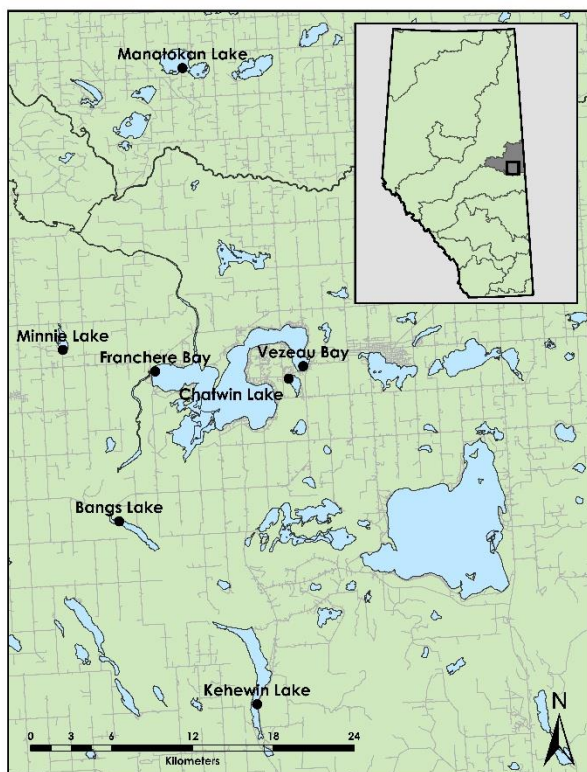 Manatokan Lake
Minnie Lake
Franchere Bay
Vezeau Bay
Chatwin Lake
Bangs Lake
Kehewin Lake
0 3 6 12 18 24
Kilometers
N